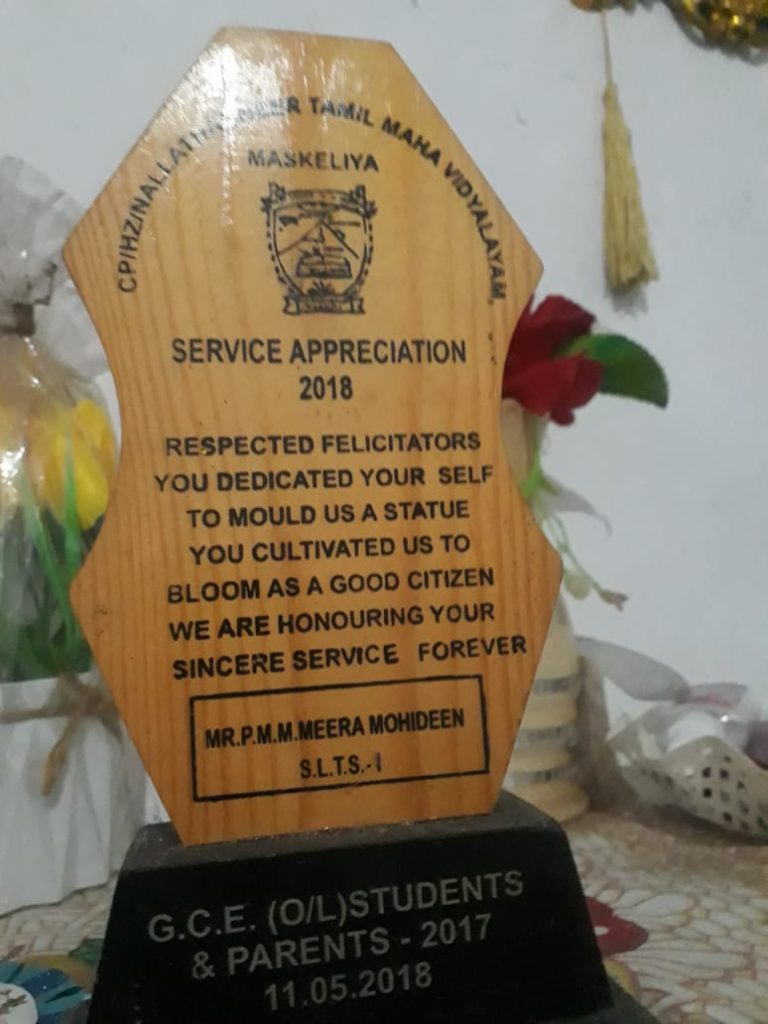 CP/HZ/NALLATHANNEER TAMIL MAHA VIDYALAYAM,
MASKELIYA
SERVICE APPRECIATION
2018
RESPECTED FELICITATORS
YOU DEDICATED YOUR SELF
TO MOULD US A STATUE
YOU CULTIVATED US TO
BLOOM AS A GOOD CITIZEN
WE ARE HONOURING YOUR
SINCERE SERVICE FOREVER
MR.P.M.M.MEERA MOHIDEEN
S.L.T.S.-I
G.C.E. (O/L)STUDENTS
& PARENTS - 2017
11.05.2018